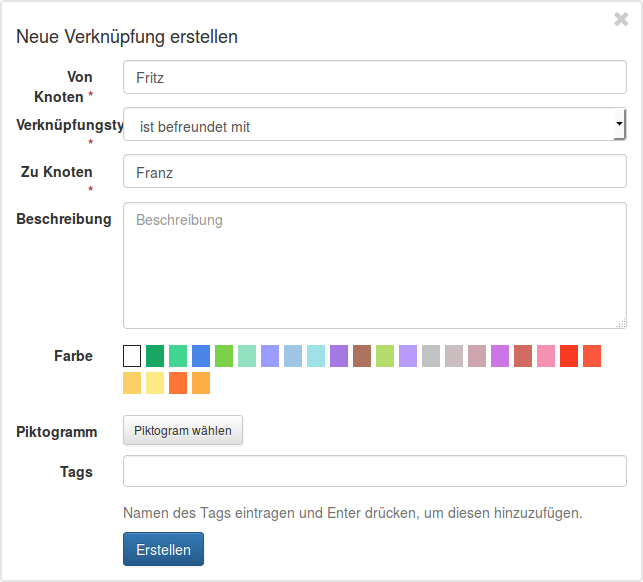 Neue Verknüpfung erstellen
Von
Knoten *
Fritz
Verknüpfungsty
*
ist befreundet mit
Zu Knoten
*
Franz
Beschreibung
Beschreibung
Farbe
Piktogramm
Piktogram wählen
Tags
Namen des Tags eintragen und Enter drücken, um diesen hinzuzufügen.
Erstellen